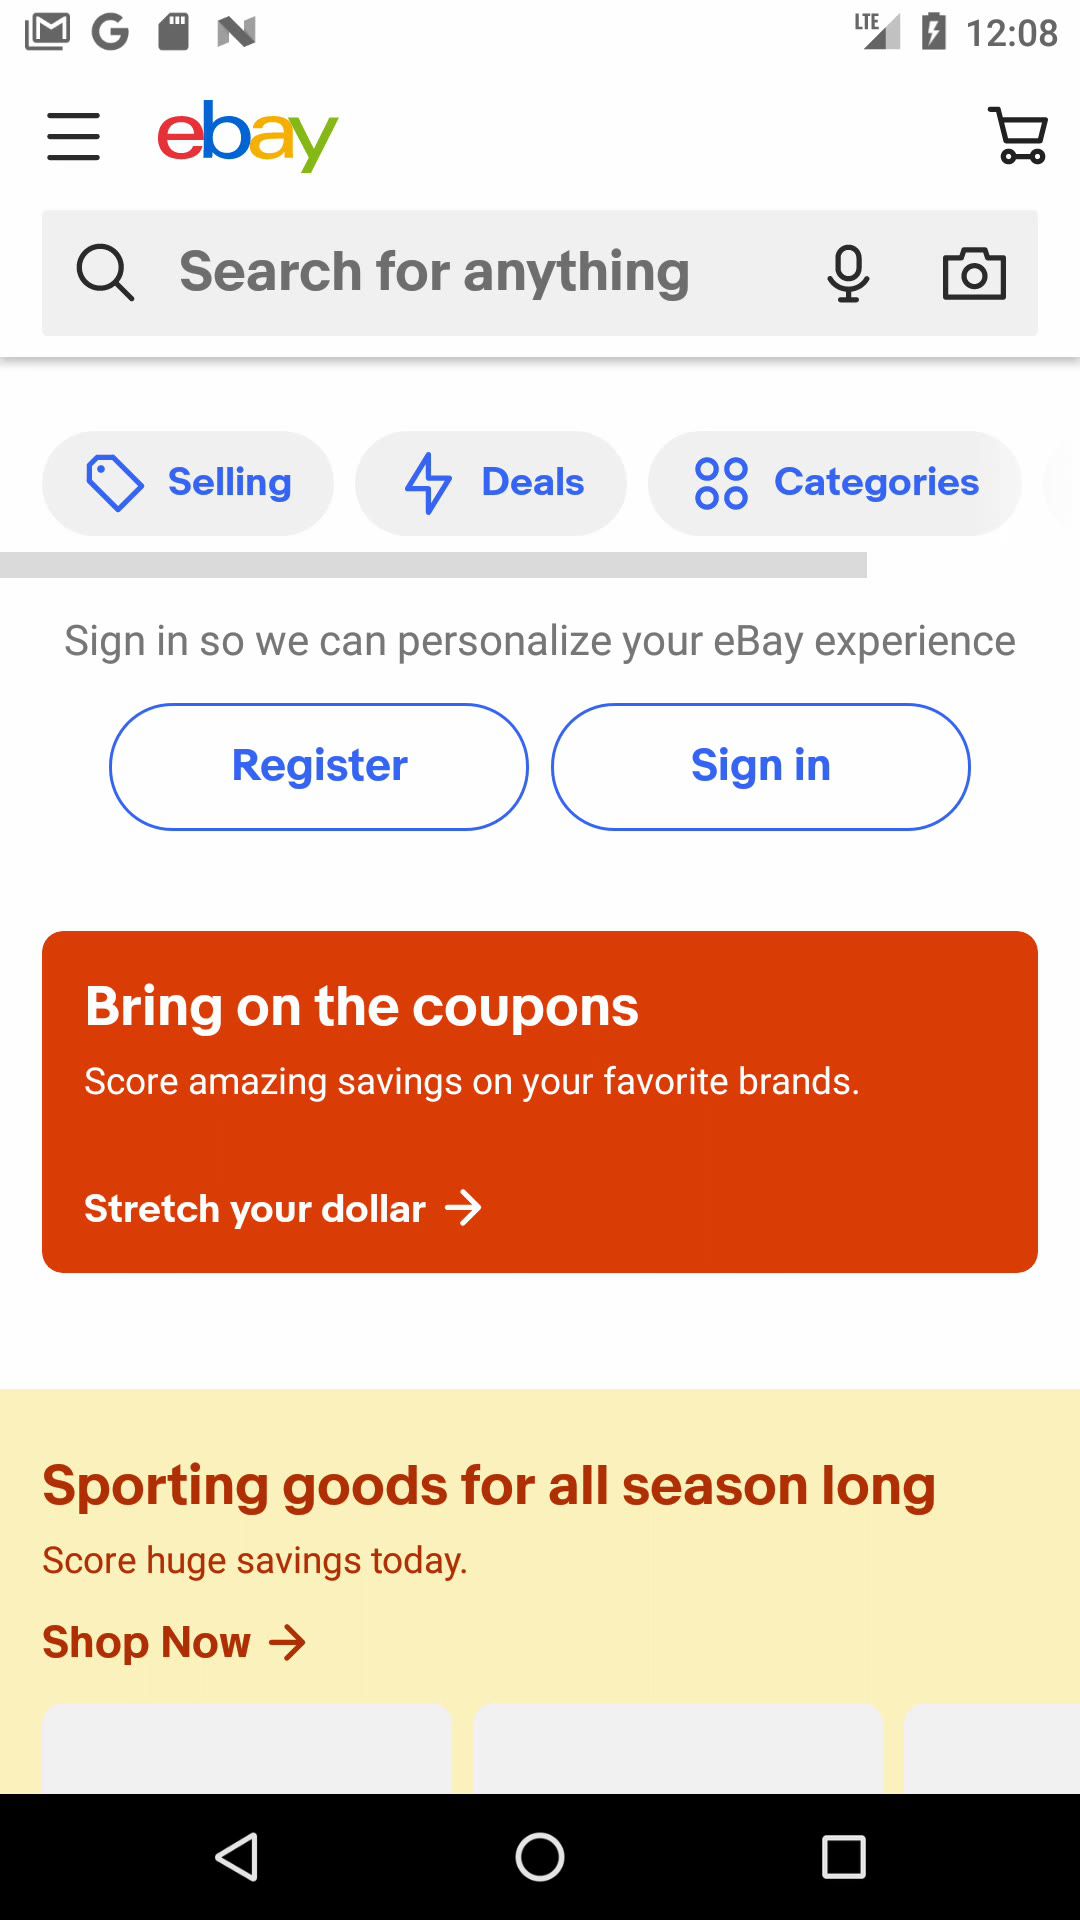 LTE 12:08
ebay
Search for anything
Selling Deals Categories
Sign in so we can personalize your eBay experience
Register Sign in
Bring on the coupons
Score amazing savings on your favorite brands.
Stretch your dollar
Sporting goods for all season long
Score huge savings today.
Shop Now